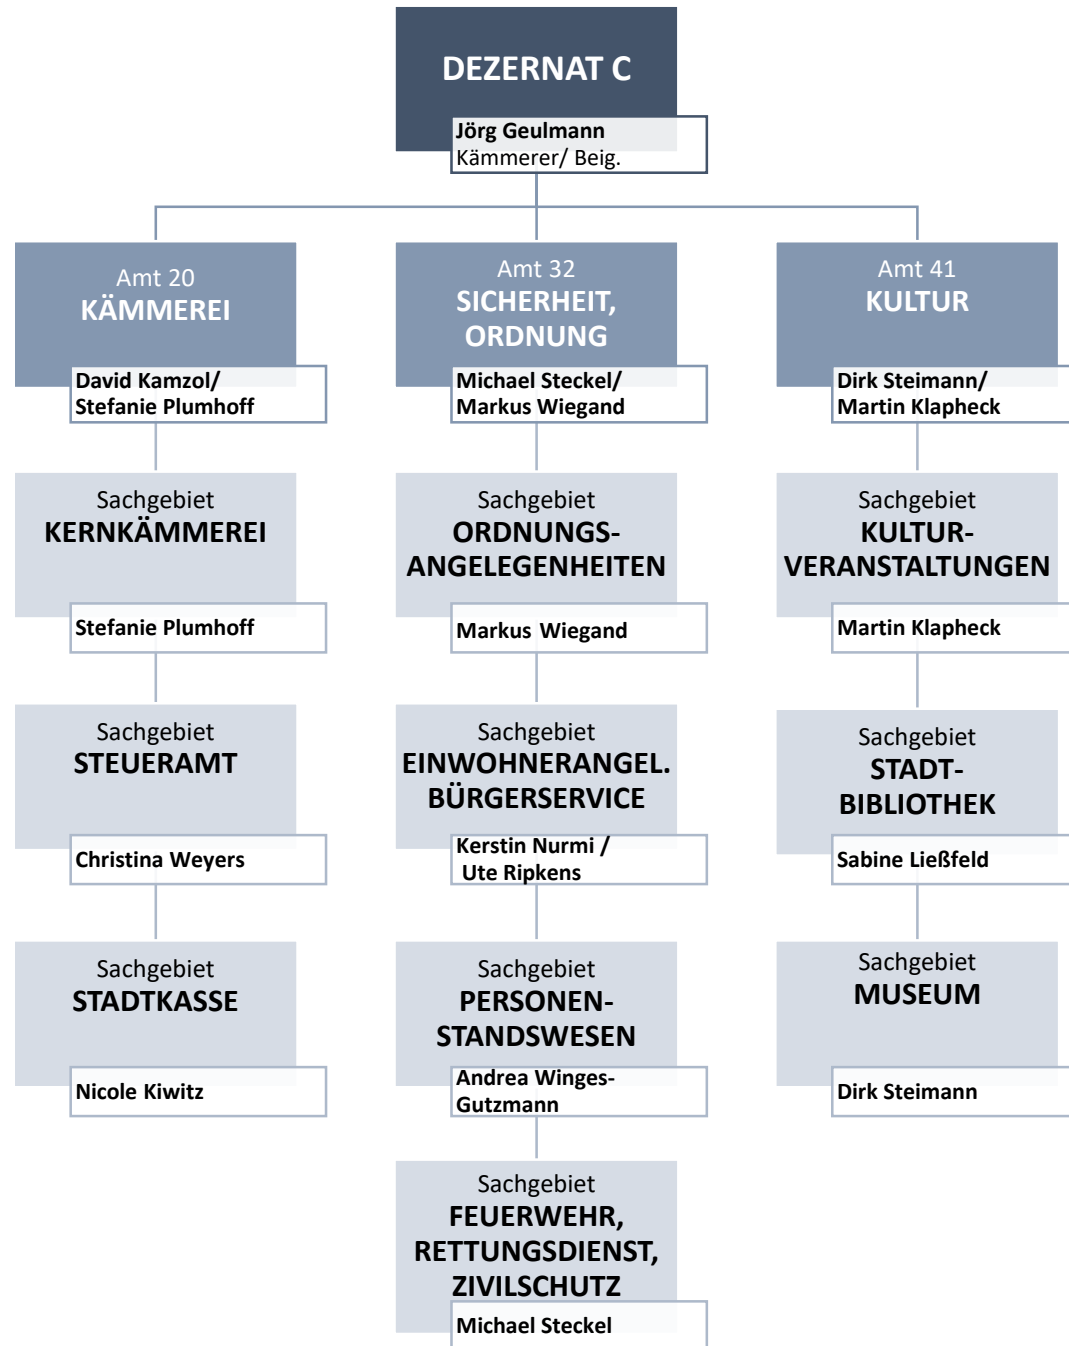 DEZERNAT C
Jörg Geulmann
Kämmerer/ Beig.
Amt 20
KÄMMEREI
David Kamzol/
Stefanie Plumhoff
Sachgebiet
KERNKÄMMEREI
Stefanie Plumhoff
Sachgebiet
STEUERAMT
Christina Weyers
Sachgebiet
STADTKASSE
Nicole Kiwitz
Amt 32
SICHERHEIT,
ORDNUNG
Michael Steckel/
Markus Wiegand
Sachgebiet
ORDNUNGS-
ANGELEGENHEITEN
Markus Wiegand
Sachgebiet
EINWOHNERANGEL.
BÜRGERSERVICE
Kerstin Nurmi /
Ute Ripkens
Sachgebiet
PERSONEN-
STANDSWESEN
Andrea Winges-
Gutzmann
Sachgebiet
FEUERWEHR,
RETTUNGSDIENST,
ZIVILSCHUTZ
Michael Steckel
Amt 41
KULTUR
Dirk Steimann/
Martin Klapheck
Sachgebiet
KULTUR-
VERANSTALTUNGEN
Martin Klapheck
Sachgebiet
STADT-
BIBLIOTHEK
Sabine Ließfeld
Sachgebiet
MUSEUM
Dirk Steimann